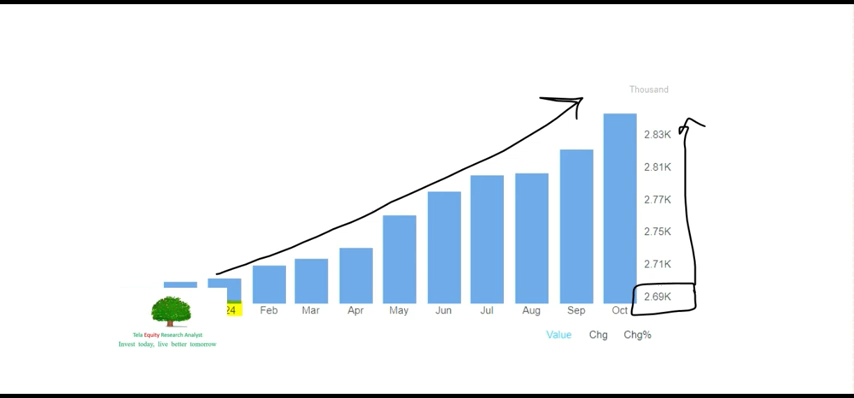 Thousand
2.83K
2.81K
2.77K
2.75K
2.71K
2.69K
24 Feb Mar Apr May Jun Jul Aug Sep Oct
Tela Equity Research Analyst
Invest today, live better tomorrow
Value Chg Chg%